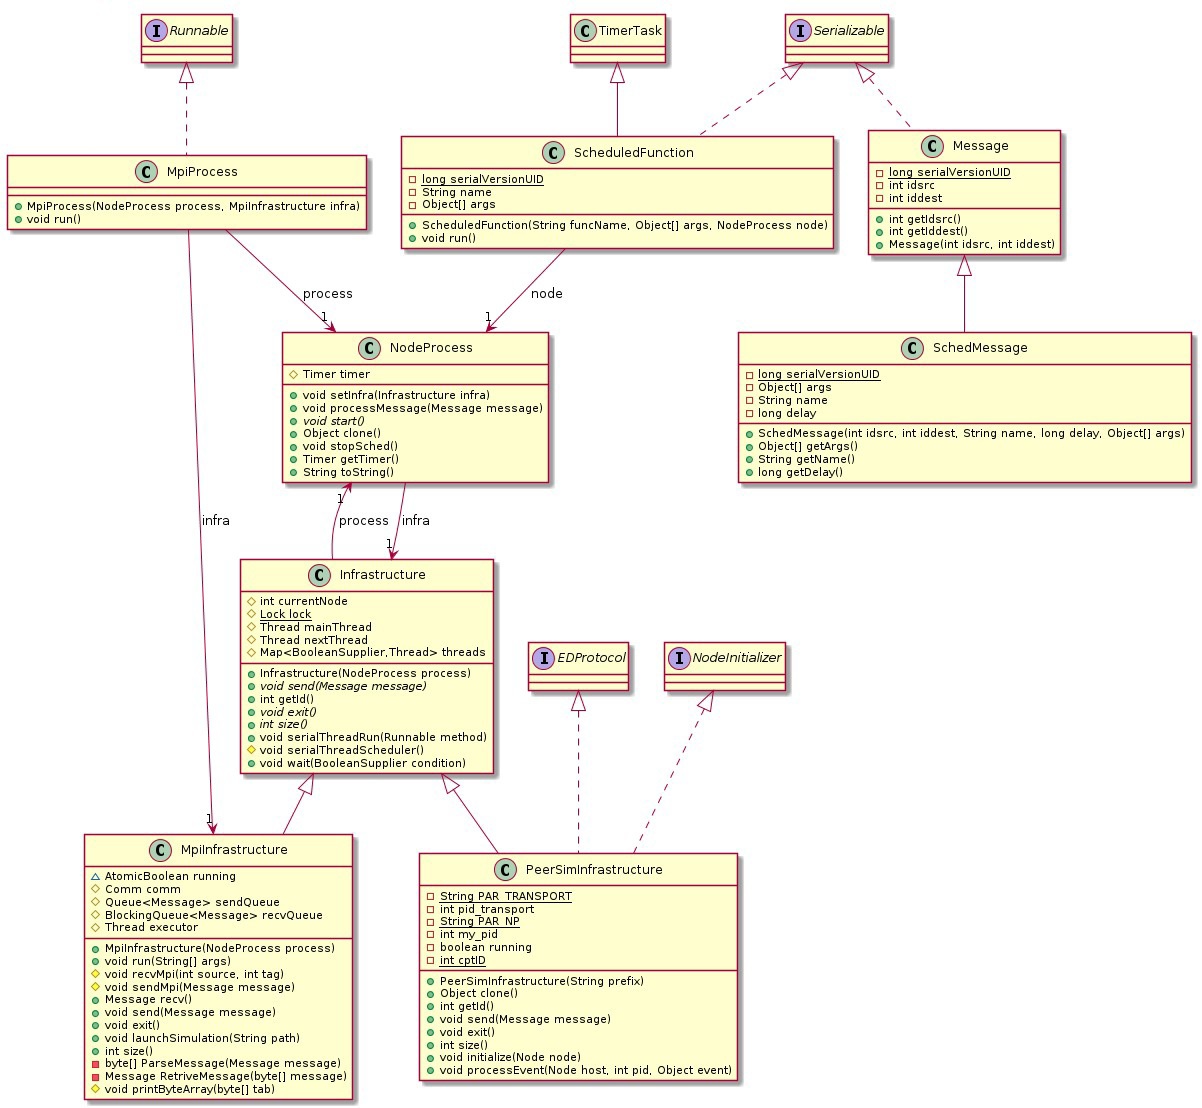 I Runnable
C TimerTask
I Serializable
C MpiProcess
MpiProcess(NodeProcess process, MpiInfrastructure infra)
void run()
C ScheduledFunction
long serialVersionUID
String name
Object[] args
ScheduledFunction(String funcName, Object[] args, NodeProcess node)
void run()
C Message
long serialVersionUID
int idsrc
int iddest
int getIdsrc()
int getIddest()
Message(int idsrc, int iddest)
process
1
node
1
C NodeProcess
Timer timer
void setInfra(Infrastructure infra)
void processMessage(Message message)
void start()
Object clone()
void stopSched()
Timer getTimer()
String toString()
C SchedMessage
long serialVersionUID
Object[] args
String name
long delay
SchedMessage(int idsrc, int iddest, String name, long delay, Object[] args)
Object[] getArgs()
String getName()
long getDelay()
infra
1
process
infra
1
C Infrastructure
int currentNode
Lock lock
Thread mainThread
Thread nextThread
Map<BooleanSupplier,Thread> threads
Infrastructure(NodeProcess process)
void send(Message message)
int getId()
void exit()
int size()
void serialThreadRun(Runnable method)
void serialThreadScheduler()
void wait(BooleanSupplier condition)
I EDProtocol
I NodeInitializer
1
C MpiInfrastructure
AtomicBoolean running
Comm comm
Queue<Message> sendQueue
BlockingQueue<Message> recvQueue
Thread executor
MpiInfrastructure(NodeProcess process)
void run(String[] args)
void recvMpi(int source, int tag)
void sendMpi(Message message)
Message recv()
void send(Message message)
void exit()
void launchSimulation(String path)
int size()
byte[] ParseMessage(Message message)
Message RetriveMessage(byte[] message)
void printByteArray(byte[] tab)
C PeerSimInfrastructure
String PAR_TRANSPORT
int pid_transport
String PAR_NP
int my_pid
boolean running
int cptID
PeerSimInfrastructure(String prefix)
Object clone()
int getId()
void send(Message message)
void exit()
int size()
void initialize(Node node)
void processEvent(Node host, int pid, Object event)